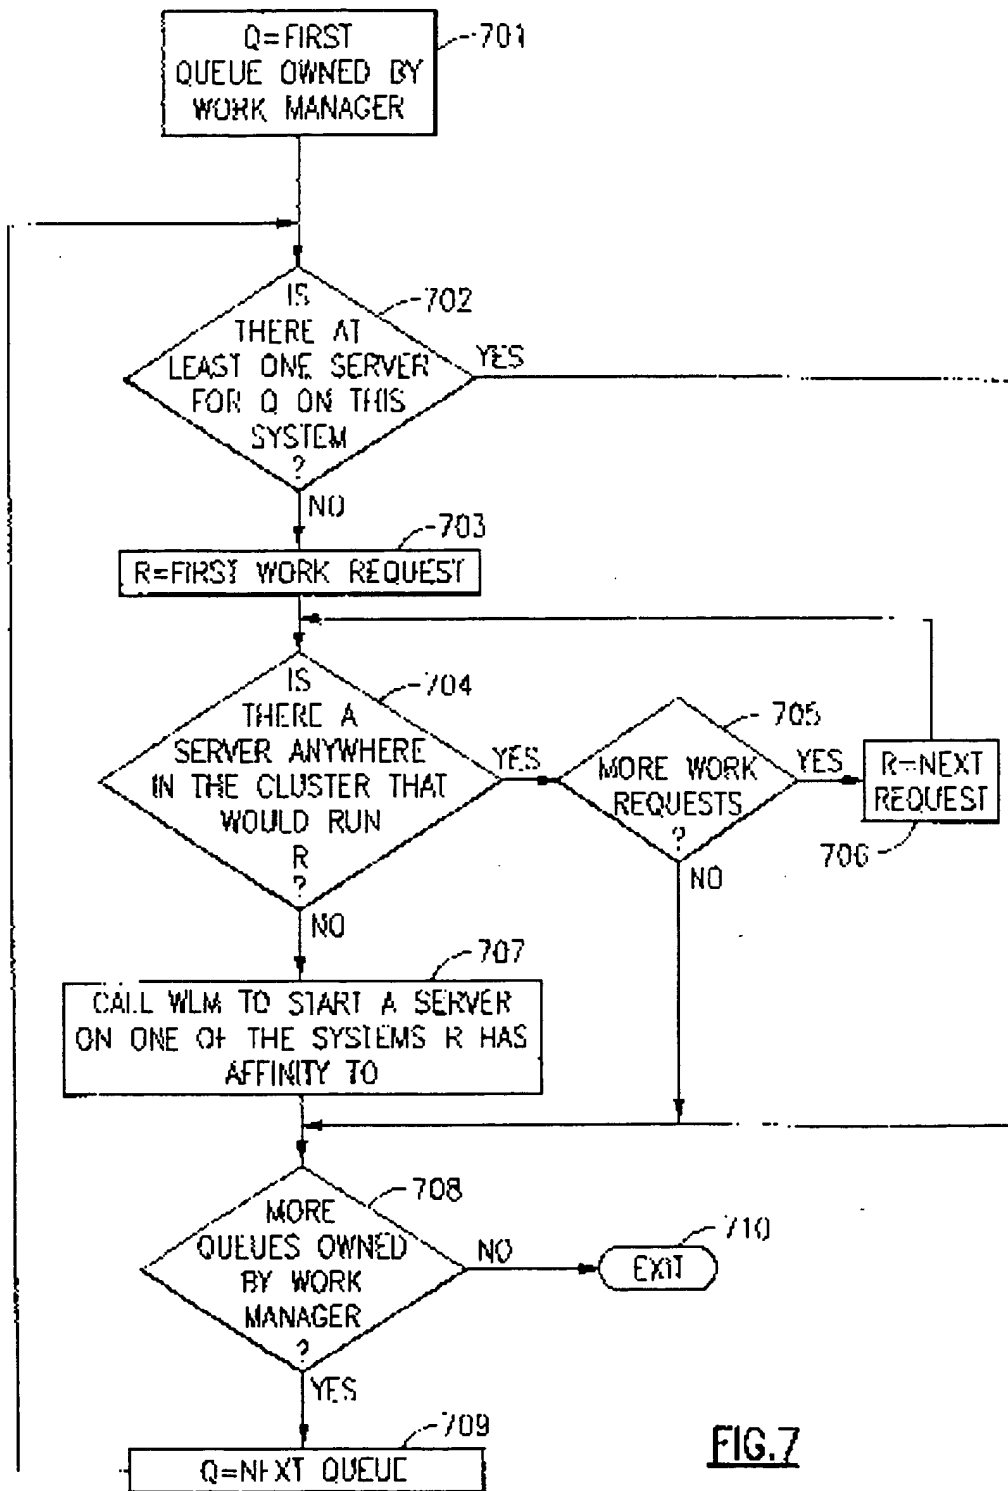 Q=FIRST
QUEUE OWNED BY
WORK MANAGER
701
IS
THERE AT
LEAST ONE SERVER
FOR Q ON THIS
SYSTEM
?
702
YES
NO
703
R=FIRST WORK REQUEST
IS
THERE A
SERVER ANYWHERE
IN THE CLUSTER THAT
WOULD RUN
R
?
704
YES
NO
705
MORE WORK
REQUESTS
?
YES
NO
R=NEXT
REQUEST
706
707
CALL WLM TO START A SERVER
ON ONE OF THE SYSTEMS R HAS
AFFINITY TO
708
MORE
QUEUES OWNED
BY WORK
MANAGER
?
NO
710
EXIT
YES
709
Q=NEXT QUEUE
FIG.7